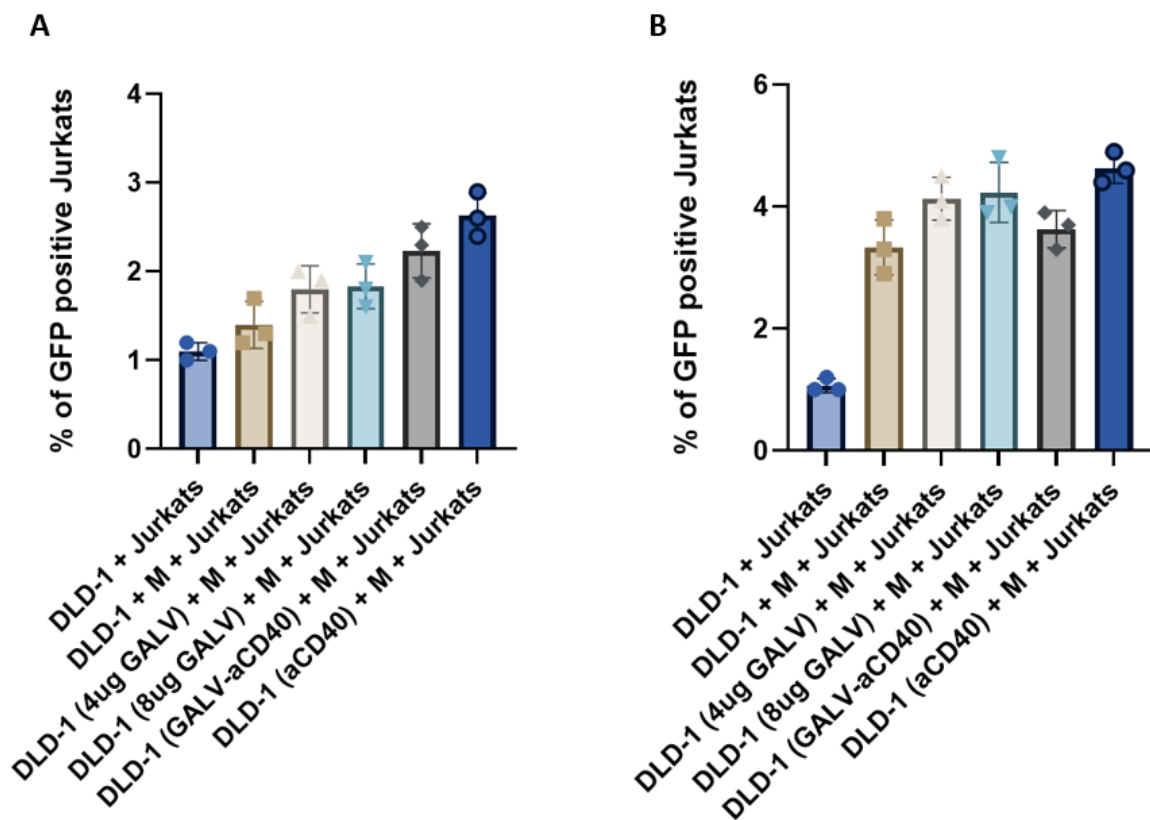 A
% of GFP positive Jurkats
4
3
2
1
0
DLD-1 + Jurkats
DLD-1 + M + Jurkats
DLD-1 (4ug GALV) + M + Jurkats
DLD-1 (8ug GALV) + M + Jurkats
DLD-1 (GALV-aCD40) + M + Jurkats
DLD-1 (aCD40) + M + Jurkats
B
% of GFP positive Jurkats
6
4
2
0
DLD-1 + Jurkats
DLD-1 + M + Jurkats
DLD-1 (4ug GALV) + M + Jurkats
DLD-1 (8ug GALV) + M + Jurkats
DLD-1 (GALV-aCD40) + M + Jurkats
DLD-1 (aCD40) + M + Jurkats